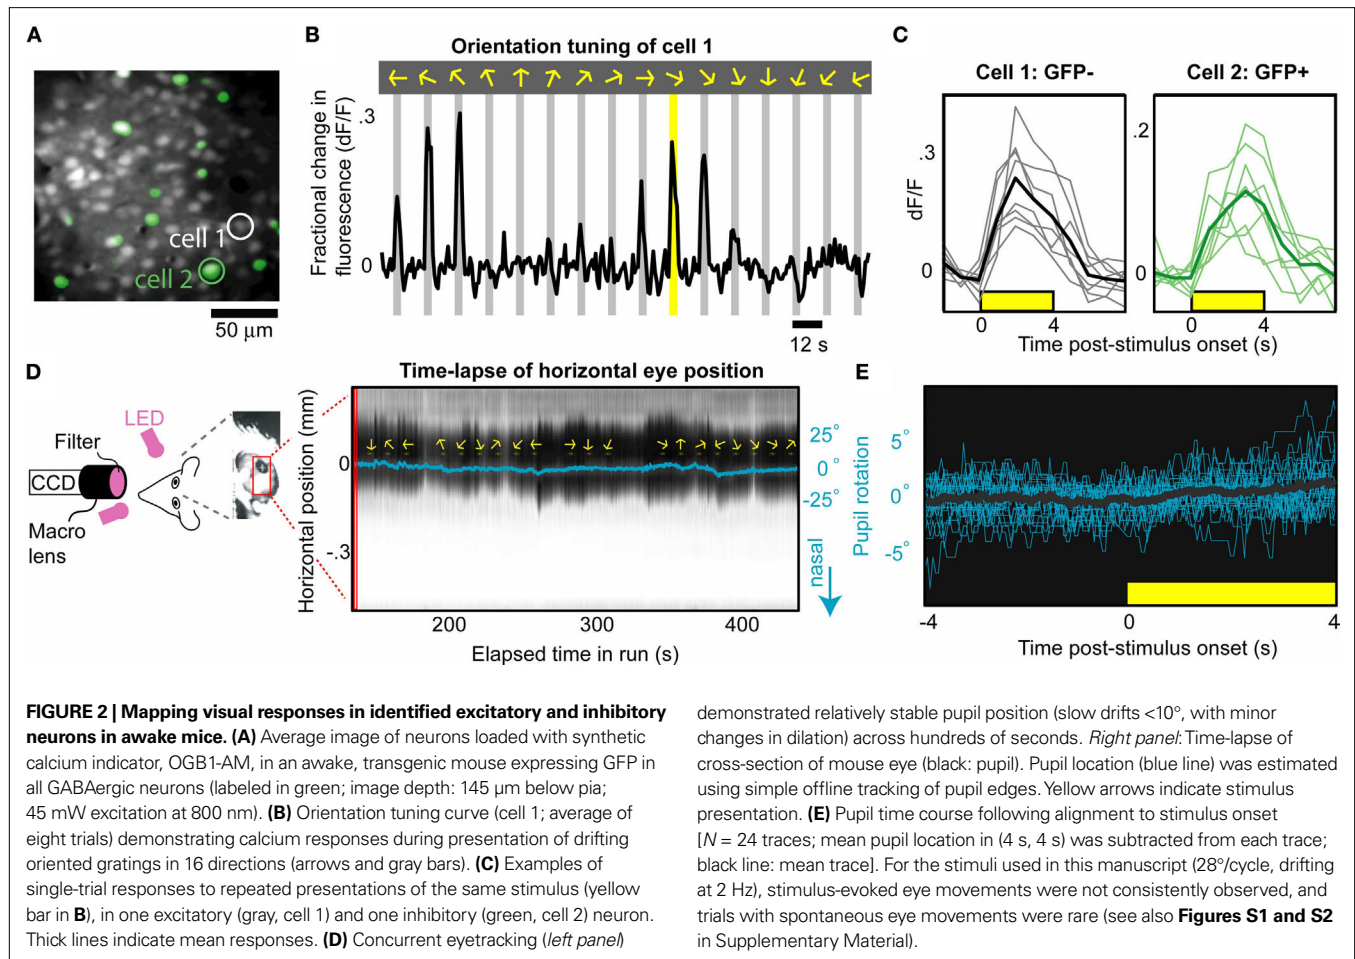 A
B
Orientation tuning of cell 1
C
Cell 1: GFP-
Cell 2: GFP+
Fractional change in
fluorescence (dF/F)
.3
0
12 s
cell 1
cell 2
50 µm
dF/F
.3
0
.2
0
0
4
0
4
Time post-stimulus onset (s)
D
Time-lapse of horizontal eye position
E
LED
Filter
CCD
Macro
lens
Horizontal position (mm)
0
-.3
25°
0°
-25°
nasal
200
300
400
Elapsed time in run (s)
Pupil rotation
5°
0°
-5°
-4
0
4
Time post-stimulus onset (s)
FIGURE 2 | Mapping visual responses in identified excitatory and inhibitory
neurons in awake mice. (A) Average image of neurons loaded with synthetic
calcium indicator, OGB1-AM, in an awake, transgenic mouse expressing GFP in
all GABAergic neurons (labeled in green; image depth: 145 µm below pia;
45 mW excitation at 800 nm). (B) Orientation tuning curve (cell 1; average of
eight trials) demonstrating calcium responses during presentation of drifting
oriented gratings in 16 directions (arrows and gray bars). (C) Examples of
single-trial responses to repeated presentations of the same stimulus (yellow
bar in B), in one excitatory (gray, cell 1) and one inhibitory (green, cell 2) neuron.
Thick lines indicate mean responses. (D) Concurrent eyetracking (left panel)
demonstrated relatively stable pupil position (slow drifts <10°, with minor
changes in dilation) across hundreds of seconds. Right panel: Time-lapse of
cross-section of mouse eye (black: pupil). Pupil location (blue line) was estimated
using simple offline tracking of pupil edges. Yellow arrows indicate stimulus
presentation. (E) Pupil time course following alignment to stimulus onset
[N = 24 traces; mean pupil location in (4 s, 4 s) was subtracted from each trace;
black line: mean trace]. For the stimuli used in this manuscript (28°/cycle, drifting
at 2 Hz), stimulus-evoked eye movements were not consistently observed, and
trials with spontaneous eye movements were rare (see also Figures S1 and S2
in Supplementary Material).